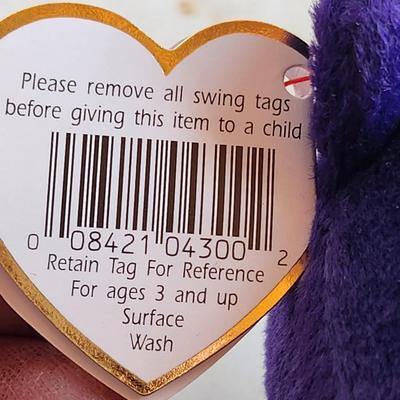 Please remove all swing tags
before giving this item to a child
0 08421 04300 2
Retain Tag For Reference
For ages 3 and up
Surface
Wash